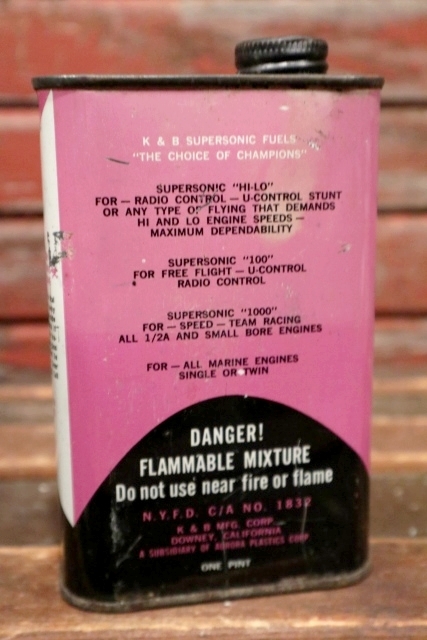 K & B SUPERSONIC FUELS
"THE CHOICE OF CHAMPIONS"
SUPERSONIC "HI-LO"
FOR — RADIO CONTROL — U-CONTROL STUNT
OR ANY TYPE OF FLYING THAT DEMANDS
HI AND LO ENGINE SPEEDS —
MAXIMUM DEPENDABILITY
SUPERSONIC "100"
FOR FREE FLIGHT — U-CONTROL
RADIO CONTROL
SUPERSONIC "1000"
FOR — SPEED — TEAM RACING
ALL 1/2A AND SMALL BORE ENGINES
FOR — ALL MARINE ENGINES
SINGLE OR TWIN
DANGER!
FLAMMABLE MIXTURE
Do not use near fire or flame
N.Y.F.D. C/A NO. 1832
K & B MFG. CORP.
DOWNEY, CALIFORNIA
A SUBSIDIARY OF AURORA PLASTICS CORP
ONE PINT